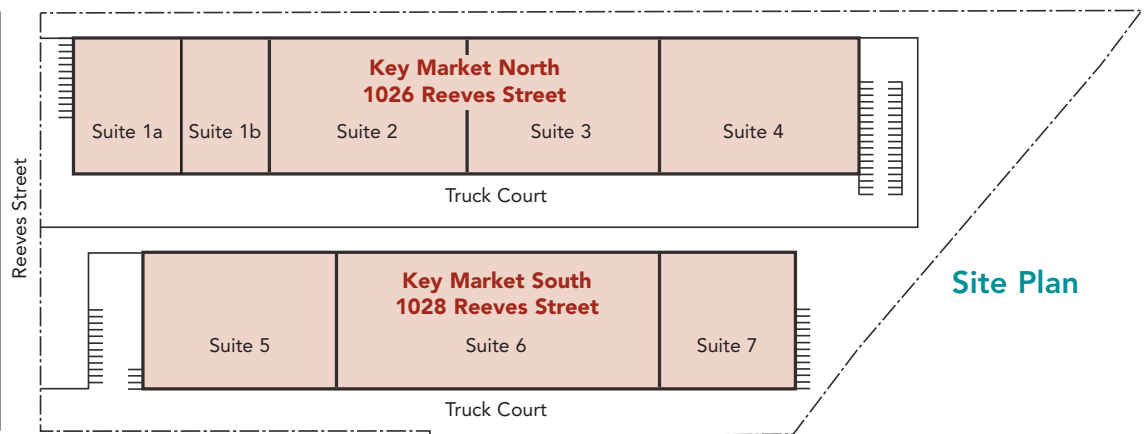 Key Market North
1026 Reeves Street
Suite 1a
Suite 1b
Suite 2
Suite 3
Suite 4
Truck Court
Reeves Street
Key Market South
1028 Reeves Street
Site Plan
Suite 5
Suite 6
Suite 7
Truck Court